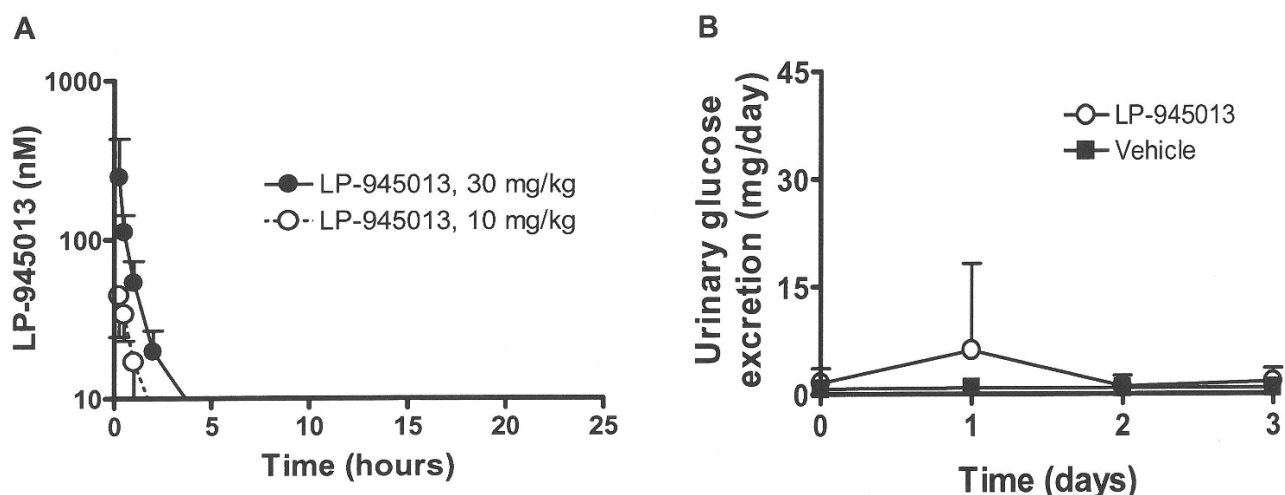 A
LP-945013 (nM)
1000
100
10
0 5 10 15 20 25
Time (hours)
LP-945013, 30 mg/kg
LP-945013, 10 mg/kg
B
Urinary glucose
excretion (mg/day)
45
30
15
0
0 1 2 3
Time (days)
LP-945013
Vehicle